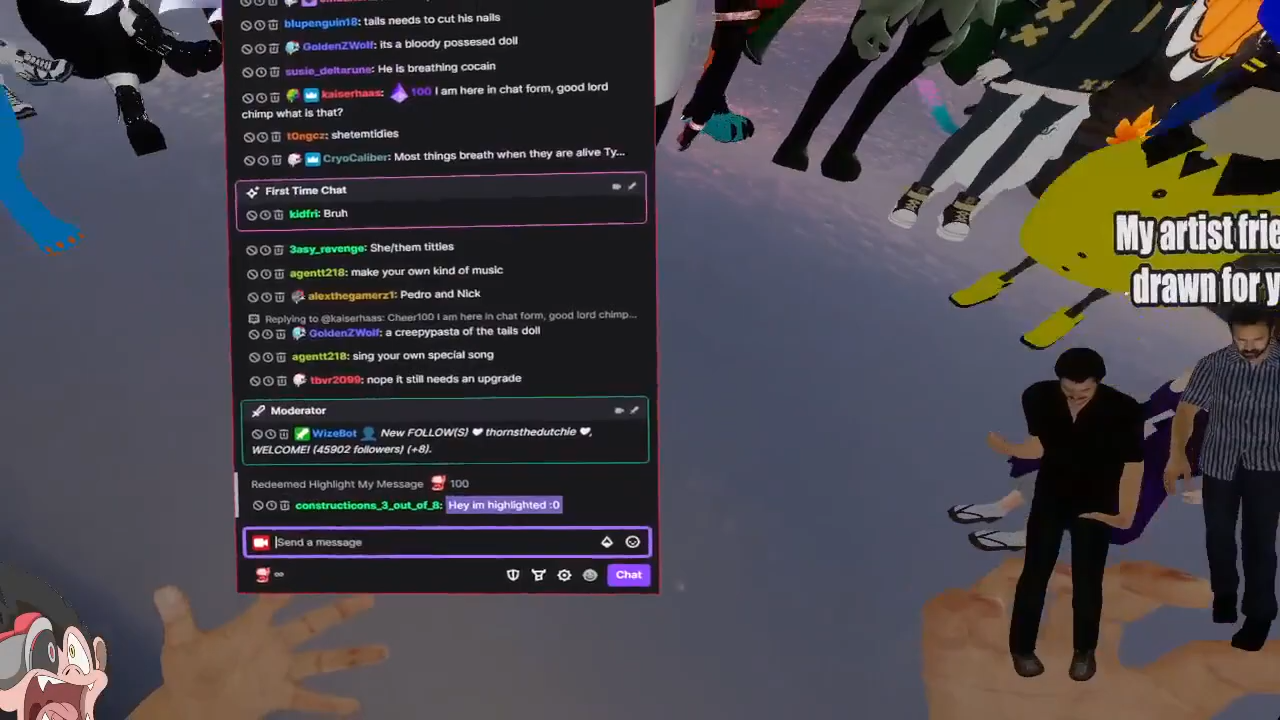 blupenguin18: tails needs to cut his nails
GoldenZWolf: its a bloody possesed doll
susie_deltarune: He is breathing cocain
kaiserhaas: 100 I am here in chat form, good lord
chimp what is that?
t0ngcz: shetemtidies
CryoCaliber: Most things breath when they are alive Ty...
First Time Chat
kidfri: Bruh
3asy_revenge: She/them titties
agentt218: make your own kind of music
alexthegamerz1: Pedro and Nick
Replying to @kaiserhaas: Cheer100 I am here in chat form, good lord chimp...
GoldenZWolf: a creepypasta of the tails doll
agentt218: sing your own special song
tbvr2099: nope it still needs an upgrade
Moderator
WizeBot New FOLLOW(S) ❤ thornsthedutchie ❤,
WELCOME! (45902 followers) (+8).
Redeemed Highlight My Message 100
constructicons_3_out_of_8: Hey im highlighted :0
Send a message
∞
Chat
My artist frie
drawn for y